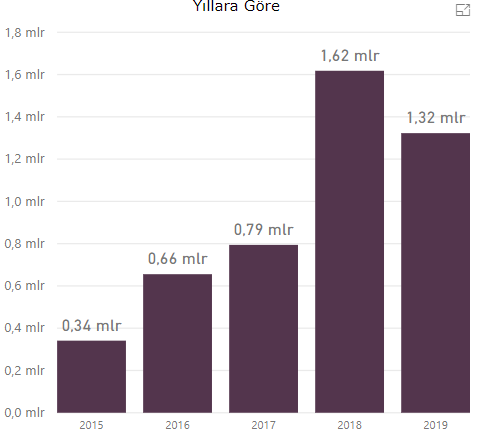 Yıllara Göre
1,8 mlr
1,6 mlr
1,4 mlr
1,2 mlr
1,0 mlr
0,8 mlr
0,6 mlr
0,4 mlr
0,2 mlr
0,0 mlr
0,34 mlr
0,66 mlr
0,79 mlr
1,62 mlr
1,32 mlr
2015 2016 2017 2018 2019